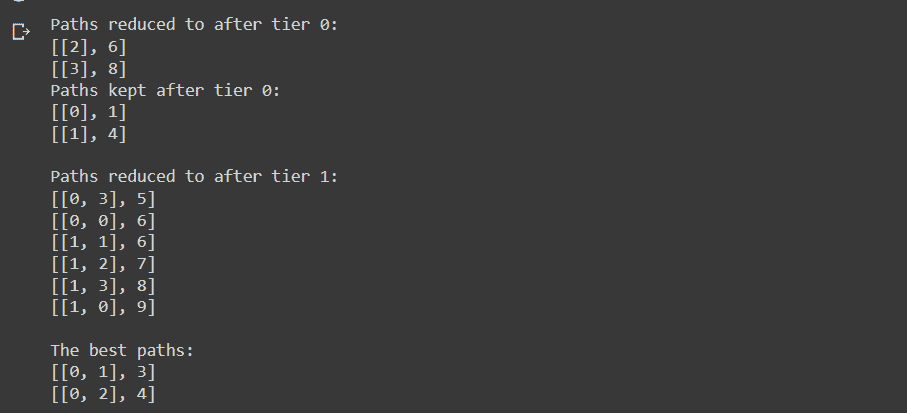 Paths reduced to after tier 0:
[[2], 6]
[[3], 8]
Paths kept after tier 0:
[[0], 1]
[[1], 4]
Paths reduced to after tier 1:
[[0, 3], 5]
[[0, 0], 6]
[[1, 1], 6]
[[1, 2], 7]
[[1, 3], 8]
[[1, 0], 9]
The best paths:
[[0, 1], 3]
[[0, 2], 4]